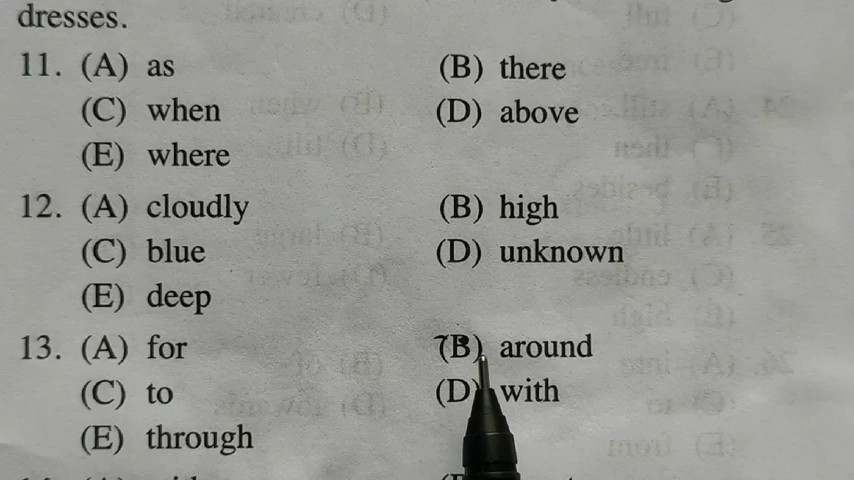 dresses.
11. (A) as (B) there
(C) when (D) above
(E) where
12. (A) cloudly (B) high
(C) blue (D) unknown
(E) deep
13. (A) for (B) around
(C) to (D) with
(E) through